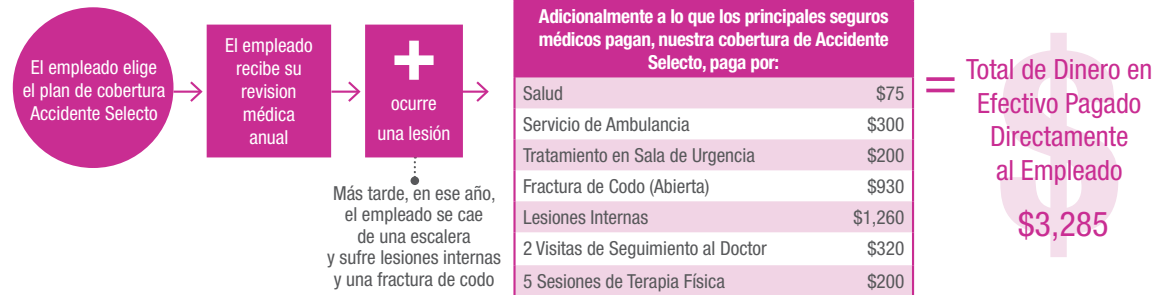 El empleado elige
el plan de cobertura
Accidente Selecto
El empleado
recibe su
revision
médica
anual
+
ocurre
una lesión
Más tarde, en ese año,
el empleado se cae
de una escalera
y sufre lesiones internas
y una fractura de codo
Adicionalmente a lo que los principales seguros
médicos pagan, nuestra cobertura de Accidente
Selecto, paga por:
Salud $75
Servicio de Ambulancia $300
Tratamiento en Sala de Urgencia $200
Fractura de Codo (Abierta) $930
Lesiones Internas $1,260
2 Visitas de Seguimiento al Doctor $320
5 Sesiones de Terapia Física $200
=
$
Total de Dinero en
Efectivo Pagado
Directamente
al Empleado
$3,285